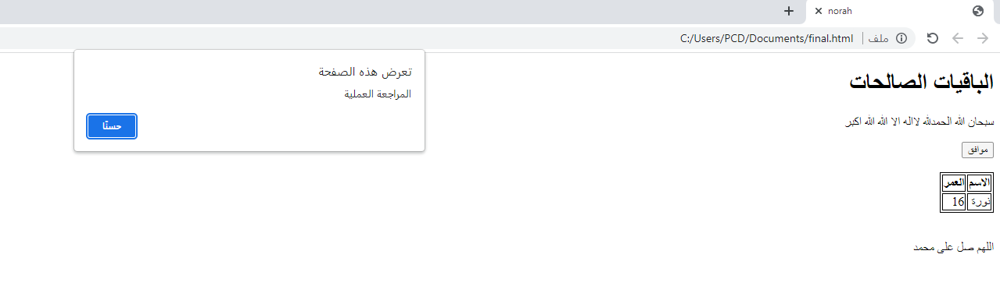 norah
ملف
C:/Users/PCD/Documents/final.html
تعرض هذه الصفحة
المراجعة العملية
حسنًا
الباقيات الصالحات
سبحان الله الحمدلله لااله الا الله الله اكبر
موافق
الاسم العمر
نورة 16
اللهم صل على محمد